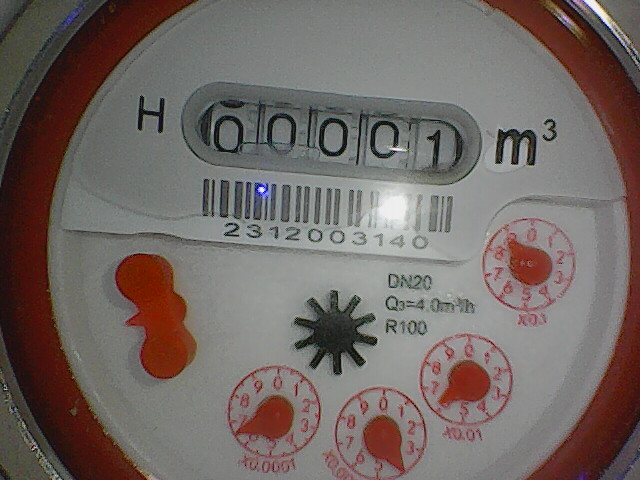 H 00001 m³
2312003140
DN20
Q₃=4.0m³/h
R100
X0.1
X0.01
X0.0001